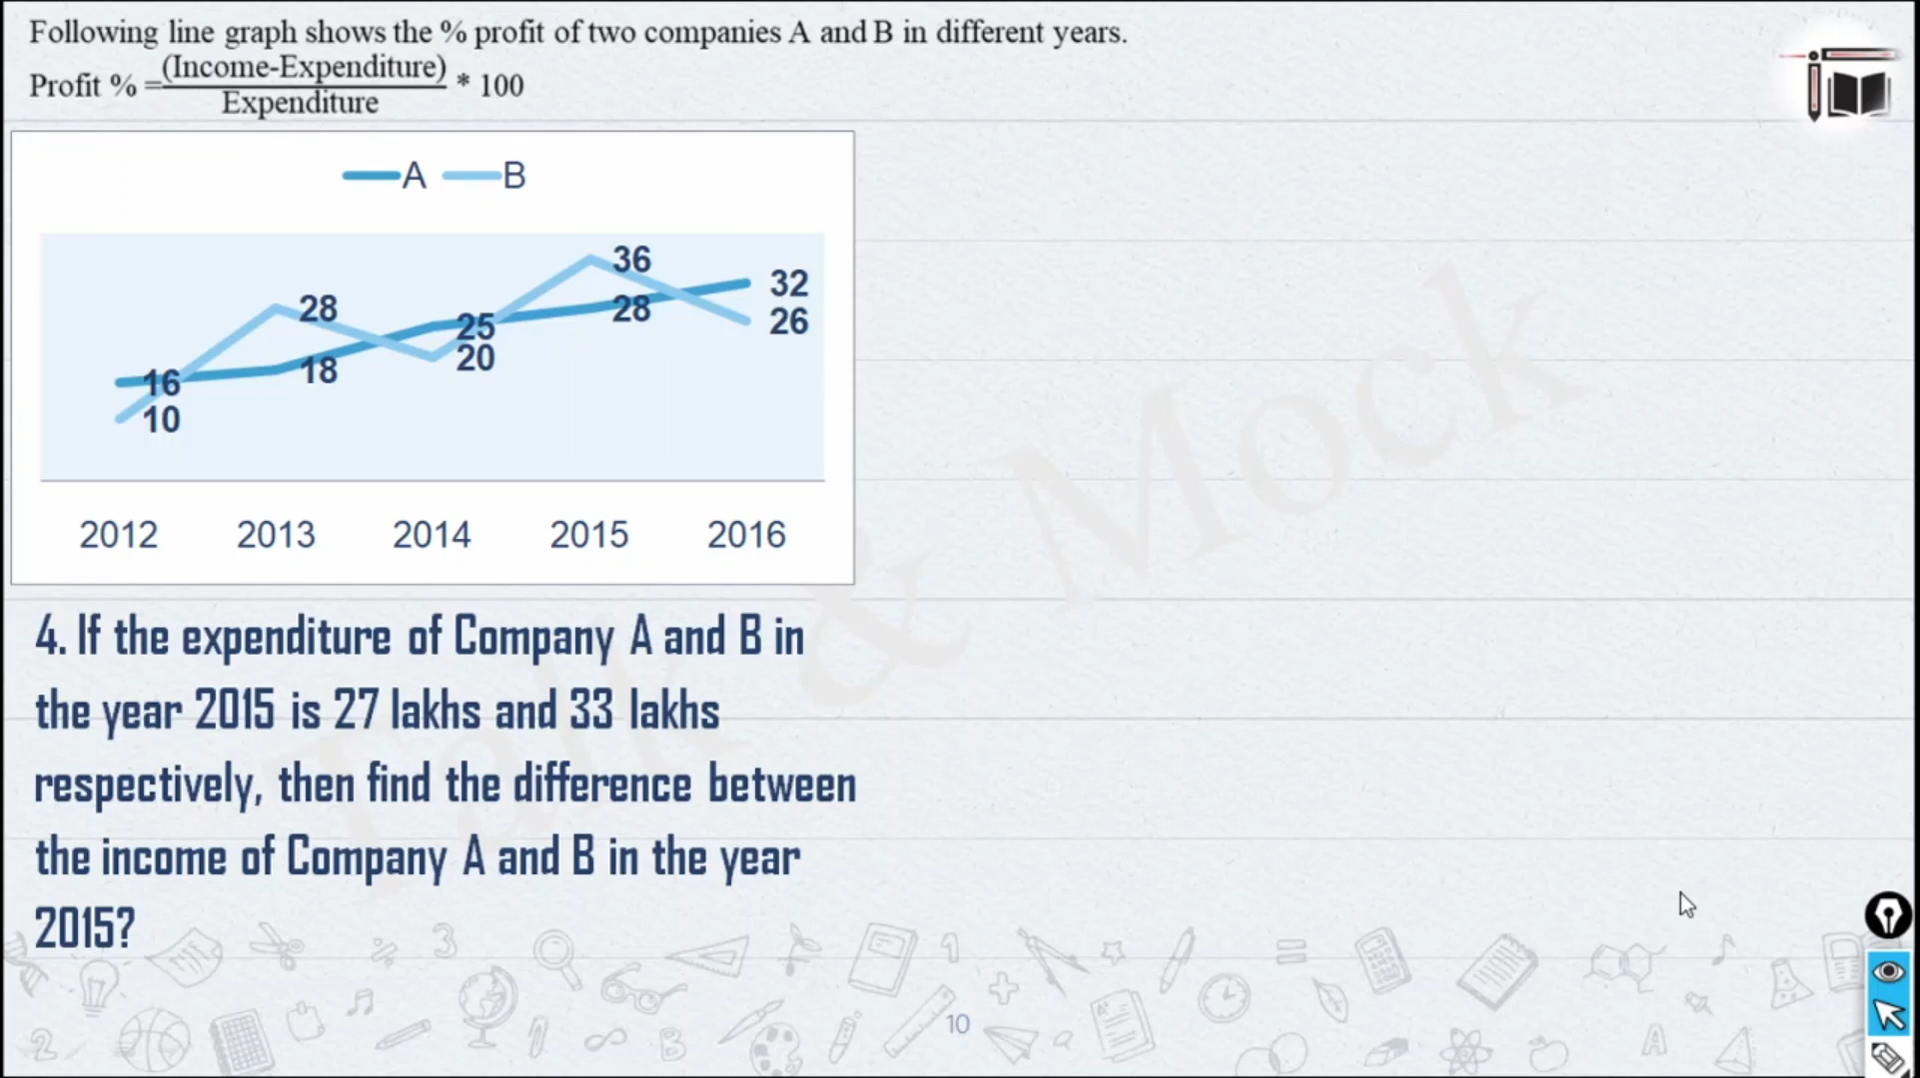 Following line graph shows the % profit of two companies A and B in different years.
Profit % = (Income-Expenditure) / Expenditure * 100
A B
36
32
28
28
26
25
20
18
16
10
2012 2013 2014 2015 2016
4. If the expenditure of Company A and B in
the year 2015 is 27 lakhs and 33 lakhs
respectively, then find the difference between
the income of Company A and B in the year
2015?
Talk & Mock
10